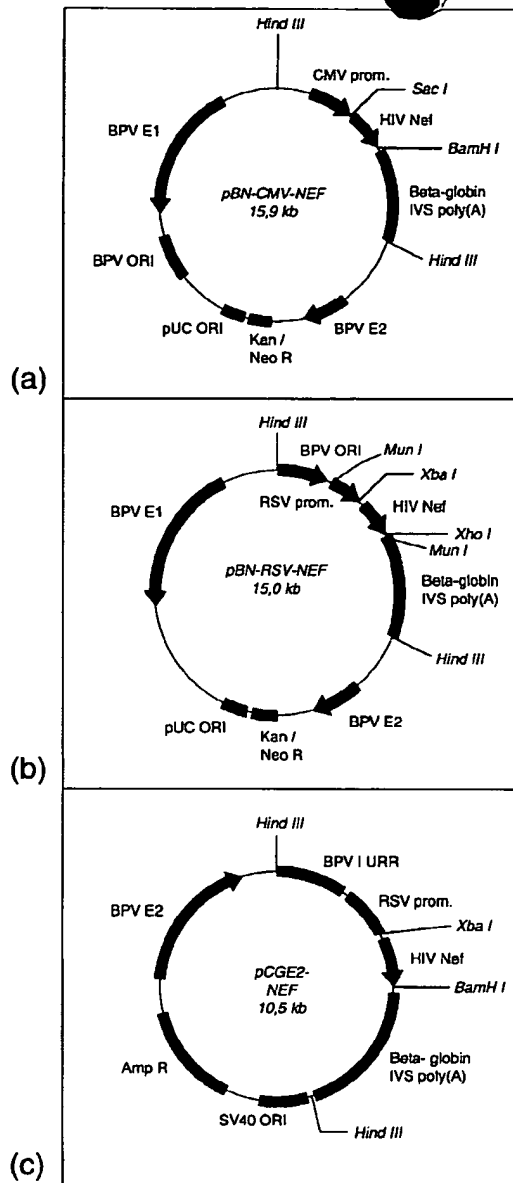 Hind III
CMV prom.
Sac I
HIV Nef
BamH I
BPV E1
pBN-CMV-NEF
15,9 kb
Beta-globin
IVS poly(A)
Hind III
BPV ORI
pUC ORI
Kan /
Neo R
BPV E2
(a)
Hind III
BPV ORI
Mun I
Xba I
RSV prom.
HIV Nef
Xho I
Mun I
BPV E1
pBN-RSV-NEF
15,0 kb
Beta-globin
IVS poly(A)
Hind III
pUC ORI
Kan /
Neo R
BPV E2
(b)
Hind III
BPV I URR
RSV prom.
Xba I
BPV E2
HIV Nef
pCGE2-
NEF
10,5 kb
BamH I
Amp R
Beta- globin
IVS poly(A)
SV40 ORI
Hind III
(c)